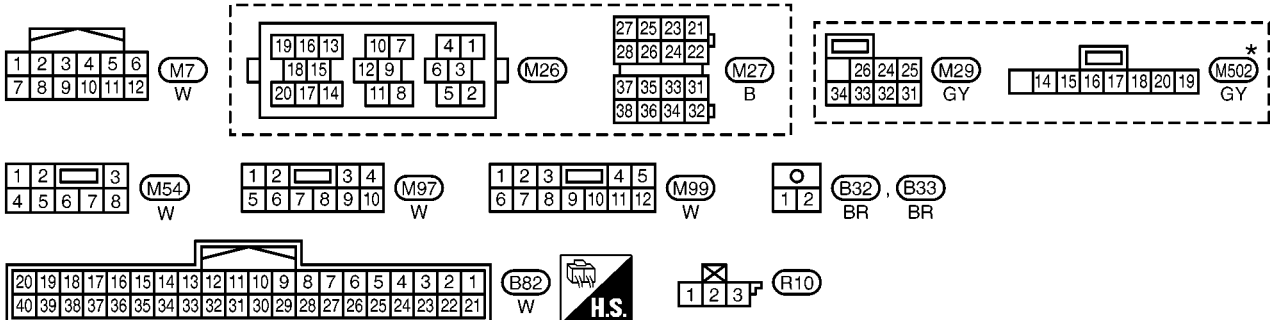 1 2 3 4 5 6
7 8 9 10 11 12
M7
W
19 16 13 10 7 4 1
18 15 12 9 6 3
20 17 14 11 8 5 2
M26
27 25 23 21
28 26 24 22
37 35 33 31
38 36 34 32
M27
B
26 24 25
34 33 32 31
M29
GY
14 15 16 17 18 20 19
*
M502
GY
1 2 3
4 5 6 7 8
M54
W
1 2 3 4
5 6 7 8 9 10
M97
W
1 2 3 4 5
6 7 8 9 10 11 12
M99
W
1 2
B32 , B33
BR BR
20 19 18 17 16 15 14 13 12 11 10 9 8 7 6 5 4 3 2 1
40 39 38 37 36 35 34 33 32 31 30 29 28 27 26 25 24 23 22 21
B82
W
H.S.
1 2 3
R10